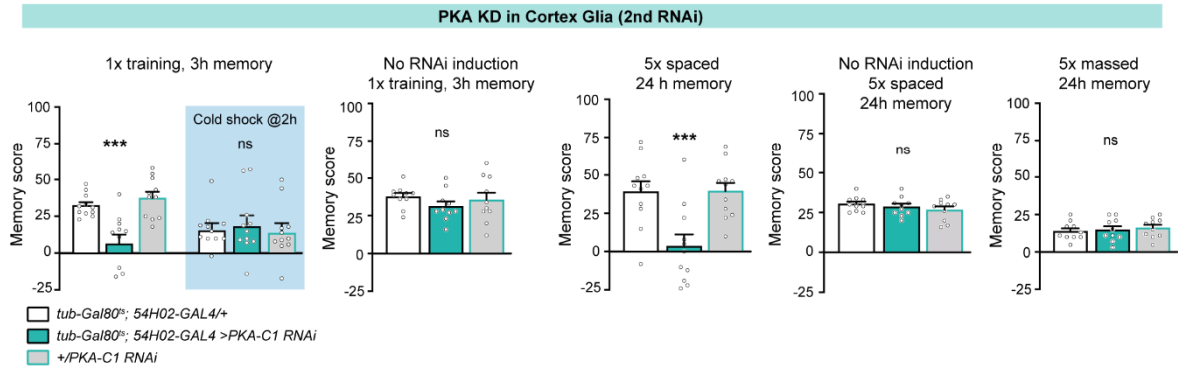 PKA KD in Cortex Glia (2nd RNAi)
1x training, 3h memory
Memory score
100
75
50
25
0
-25
***
Cold shock @2h
ns
No RNAi induction
1x training, 3h memory
Memory score
100
75
50
25
0
-25
ns
5x spaced
24 h memory
Memory score
100
75
50
25
0
-25
***
No RNAi induction
5x spaced
24h memory
Memory score
100
75
50
25
0
-25
ns
5x massed
24h memory
Memory score
100
75
50
25
0
-25
ns
tub-Gal80ts; 54H02-GAL4/+
tub-Gal80ts; 54H02-GAL4 >PKA-C1 RNAi
+/PKA-C1 RNAi